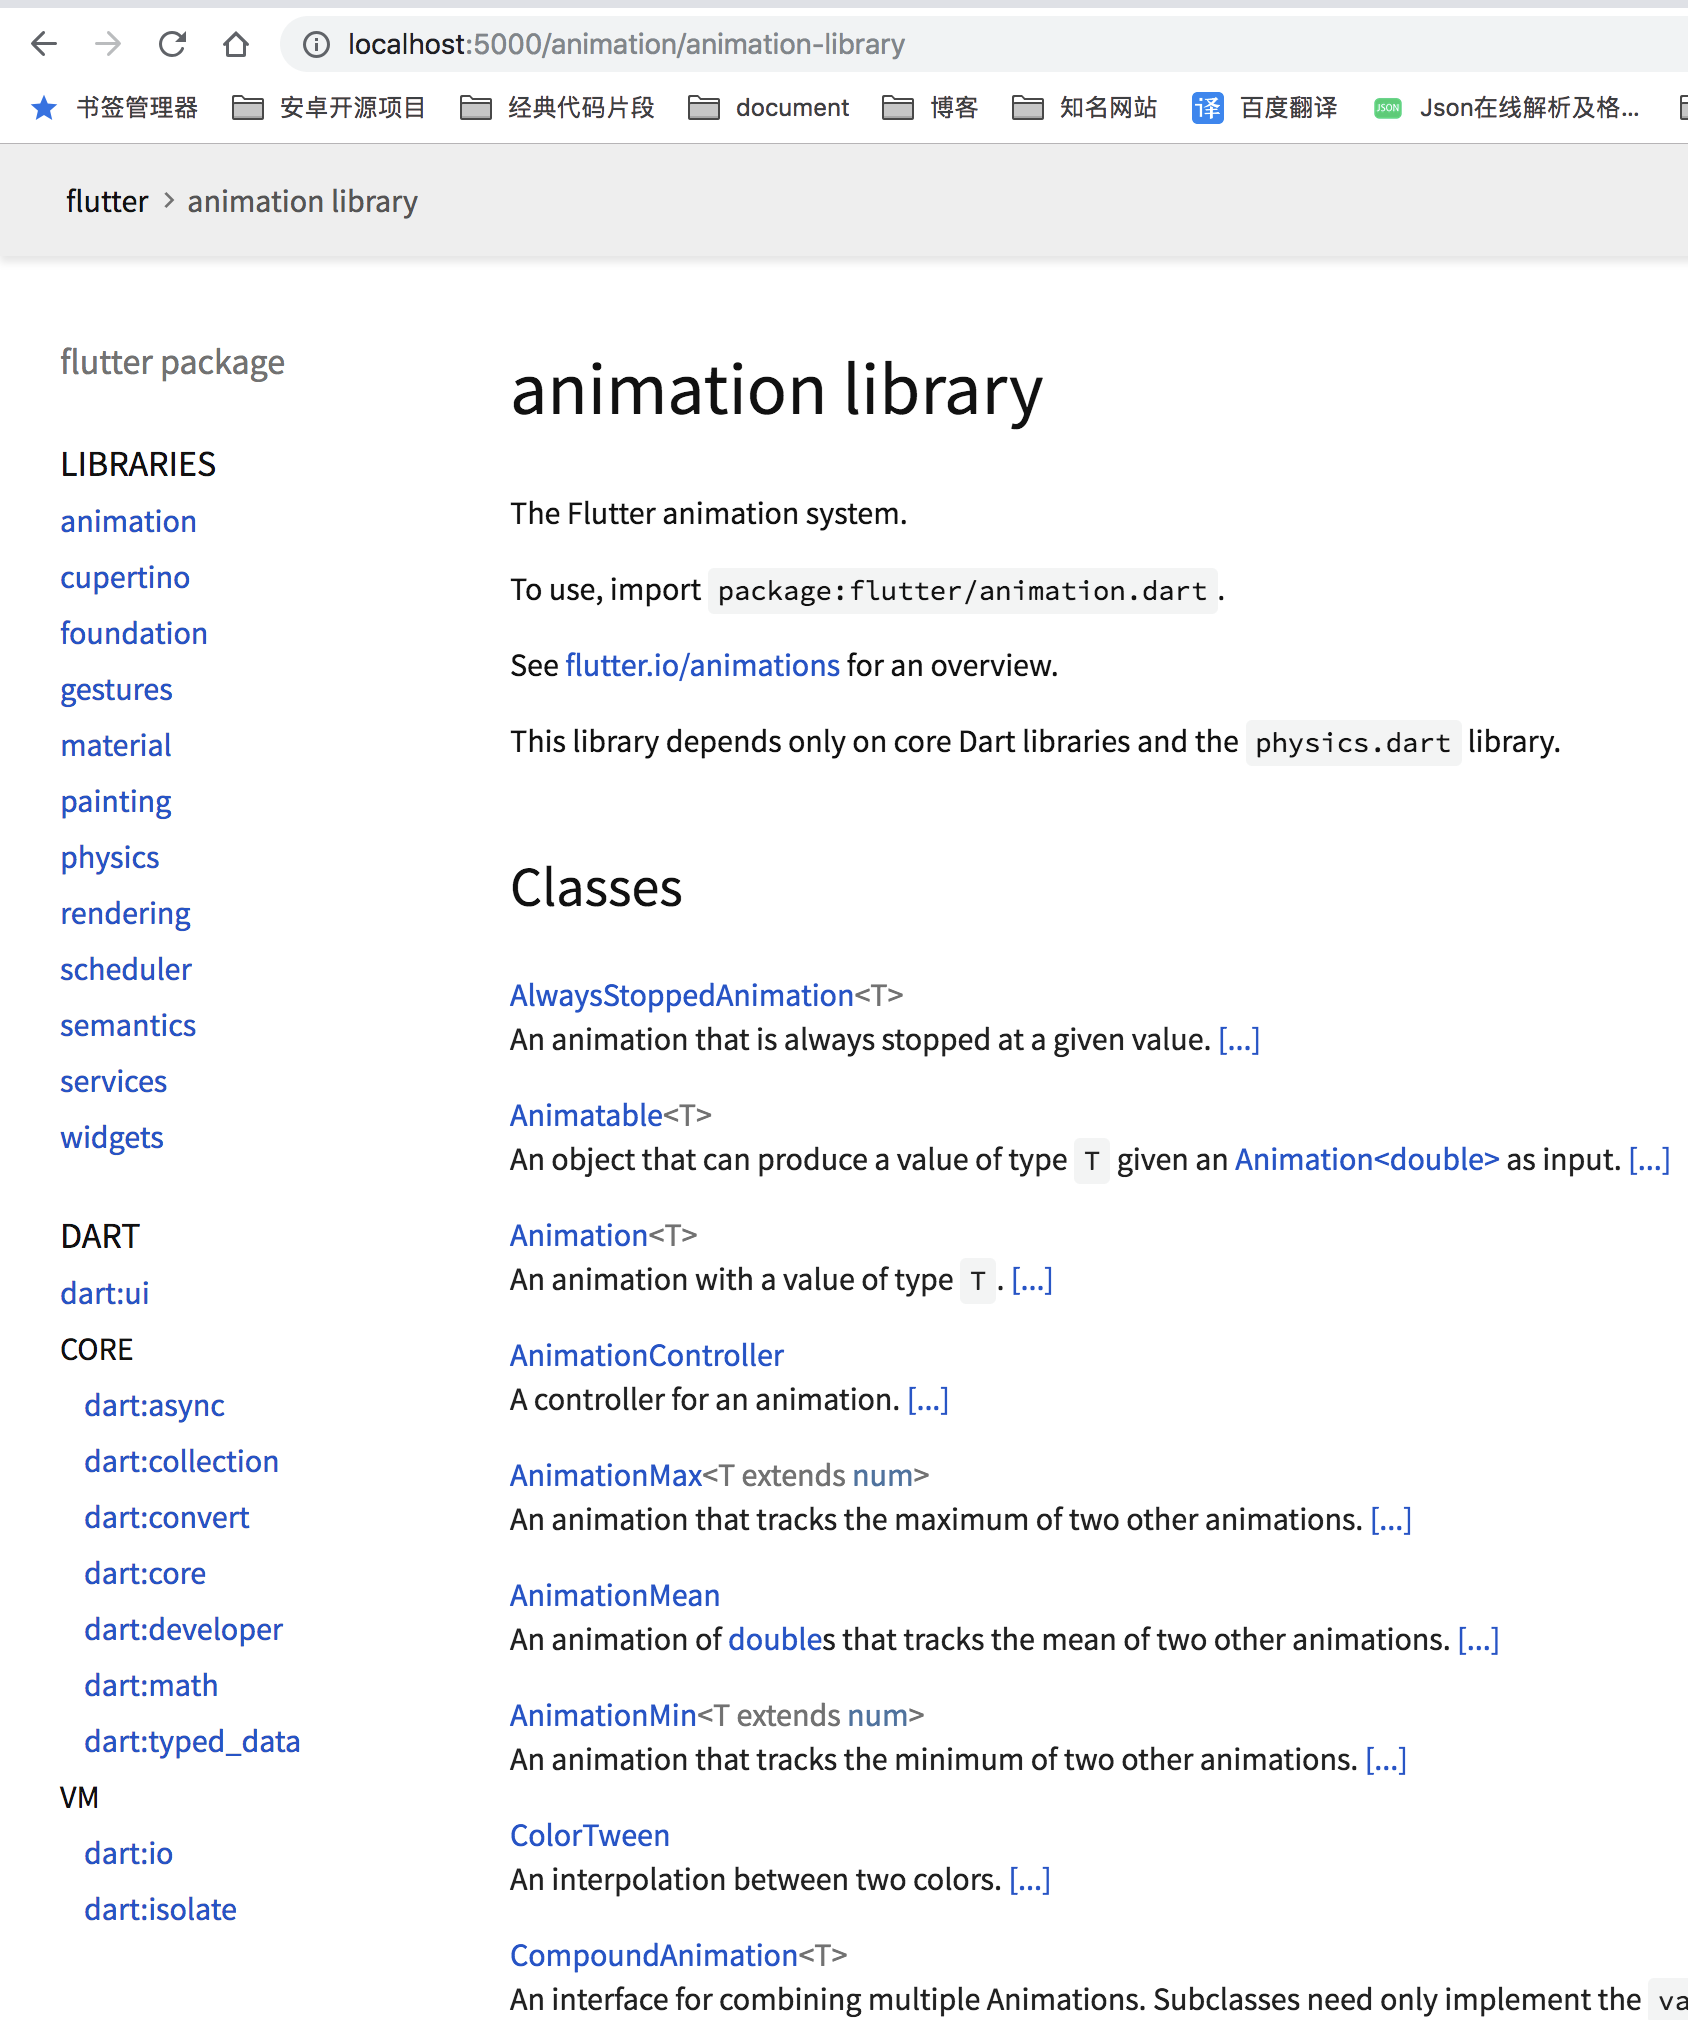 localhost:5000/animation/animation-library
书签管理器 安卓开源项目 经典代码片段 document 博客 知名网站 译 百度翻译 JSON Json在线解析及格...
flutter > animation library
flutter package
LIBRARIES
animation
cupertino
foundation
gestures
material
painting
physics
rendering
scheduler
semantics
services
widgets
DART
dart:ui
CORE
dart:async
dart:collection
dart:convert
dart:core
dart:developer
dart:math
dart:typed_data
VM
dart:io
dart:isolate
animation library
The Flutter animation system.
To use, import package:flutter/animation.dart.
See flutter.io/animations for an overview.
This library depends only on core Dart libraries and the physics.dart library.
Classes
AlwaysStoppedAnimation<T>
An animation that is always stopped at a given value. [...]
Animatable<T>
An object that can produce a value of type T given an Animation<double> as input. [...]
Animation<T>
An animation with a value of type T. [...]
AnimationController
A controller for an animation. [...]
AnimationMax<T extends num>
An animation that tracks the maximum of two other animations. [...]
AnimationMean
An animation of doubles that tracks the mean of two other animations. [...]
AnimationMin<T extends num>
An animation that tracks the minimum of two other animations. [...]
ColorTween
An interpolation between two colors. [...]
CompoundAnimation<T>
An interface for combining multiple Animations. Subclasses need only implement the